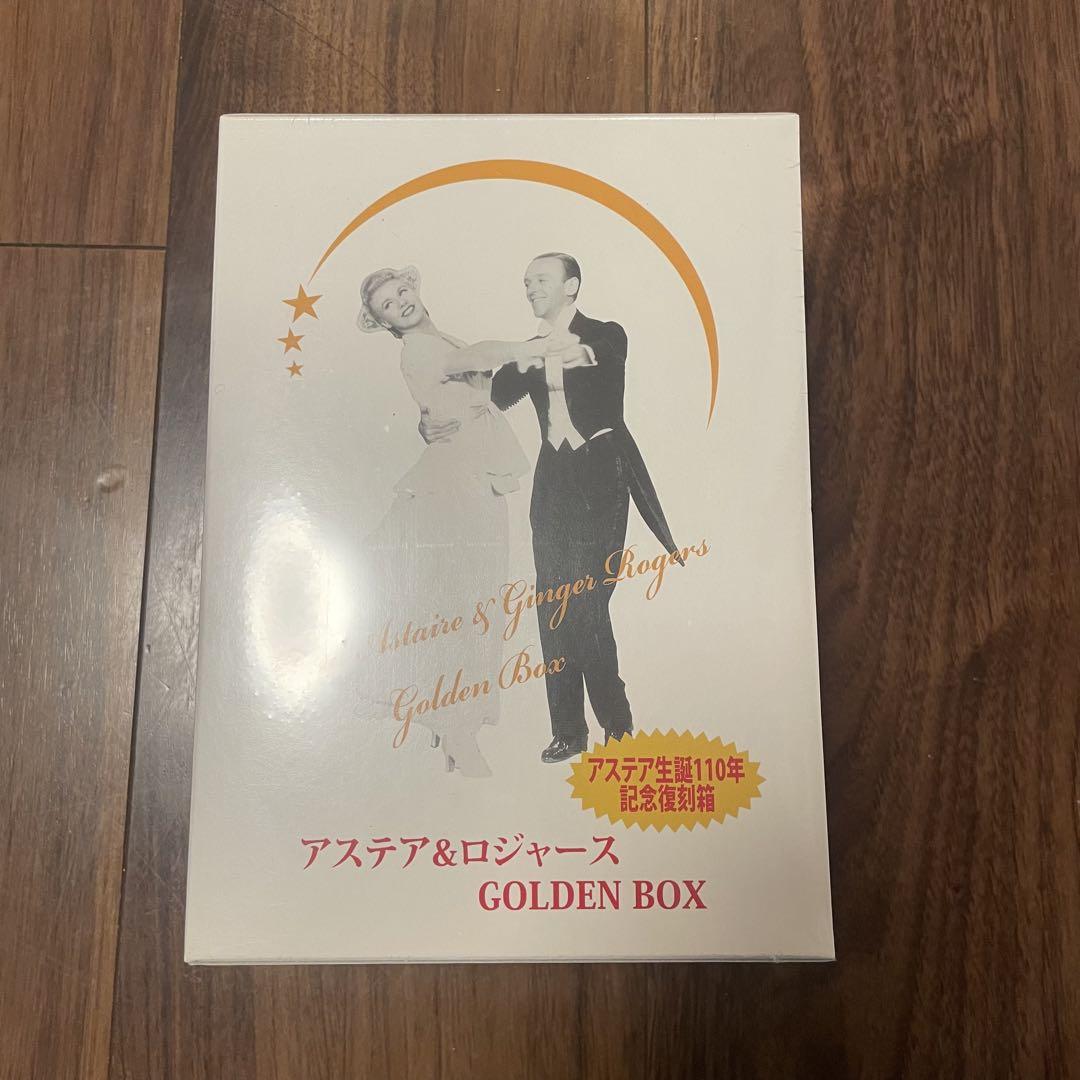 Astaire & Ginger Rogers
Golden Box
アステア生誕110年
記念復刻箱
アステア&ロジャース
GOLDEN BOX